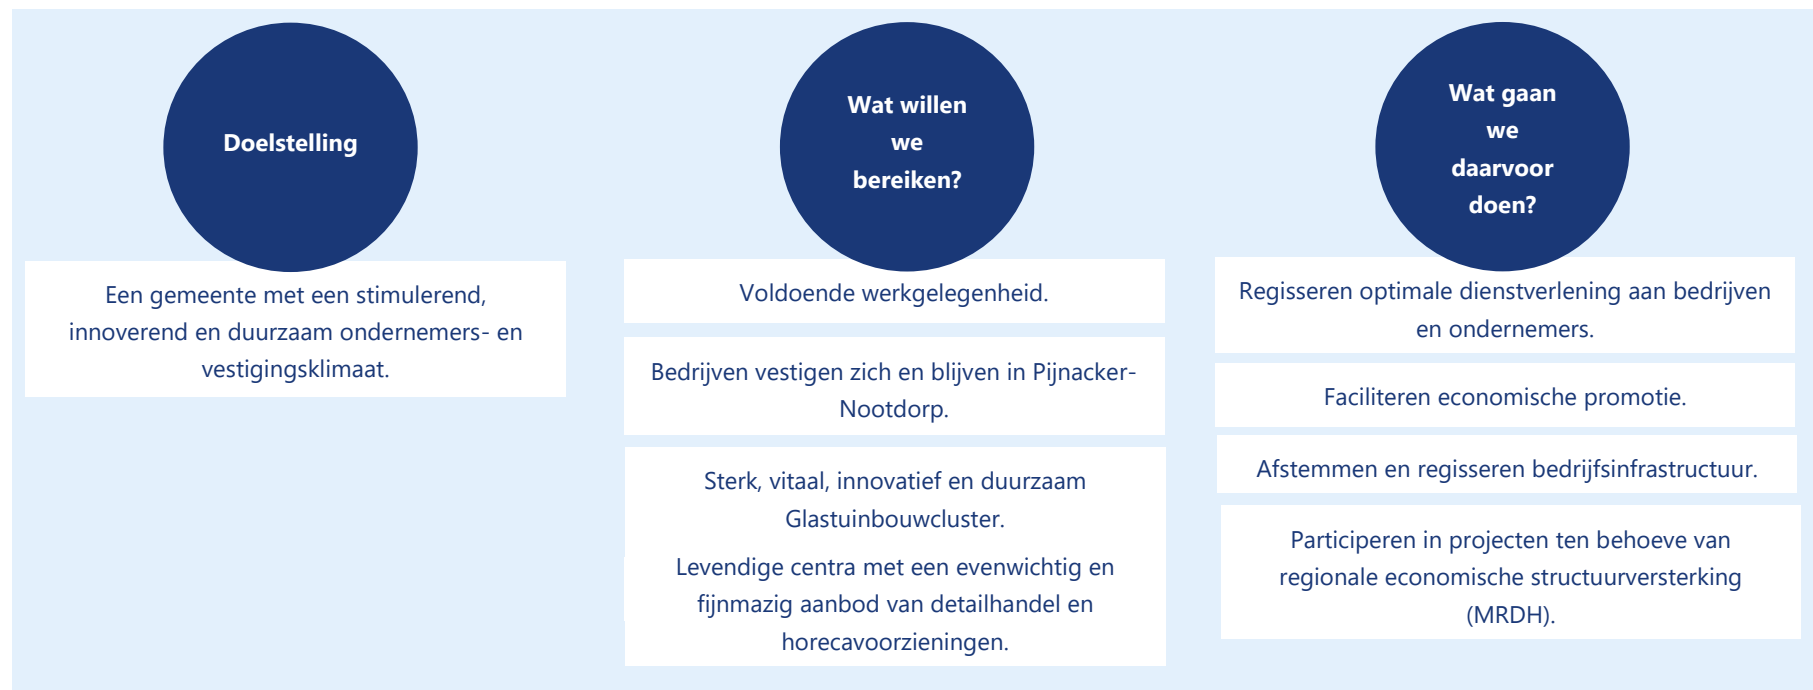 Doelstelling
Een gemeente met een stimulerend,
innoverend en duurzaam ondernemers- en
vestigingsklimaat.
Wat willen
we
bereiken?
Voldoende werkgelegenheid.
Bedrijven vestigen zich en blijven in Pijnacker-
Nootdorp.
Sterk, vitaal, innovatief en duurzaam
Glastuinbouwcluster.
Levendige centra met een evenwichtig en
fijnmazig aanbod van detailhandel en
horecavoorzieningen.
Wat gaan
we
daarvoor
doen?
Regisseren optimale dienstverlening aan bedrijven
en ondernemers.
Faciliteren economische promotie.
Afstemmen en regisseren bedrijfsinfrastructuur.
Participeren in projecten ten behoeve van
regionale economische structuurversterking
(MRDH).